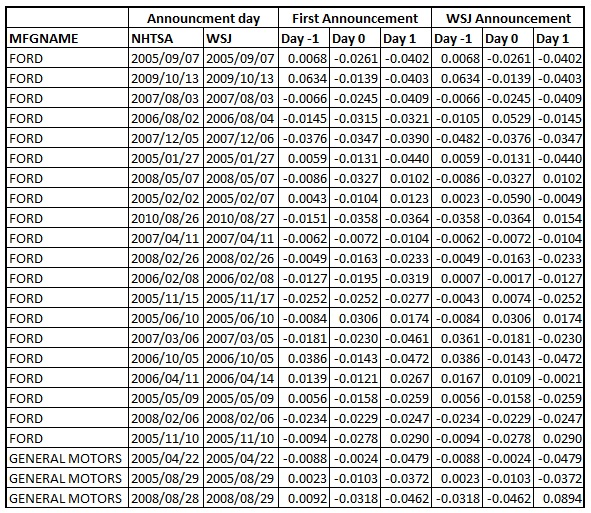 Announcment day First Announcement WSJ Announcement
MFGNAME NHTSA WSJ Day -1 Day 0 Day 1 Day -1 Day 0 Day 1
FORD 2005/09/07 2005/09/07 0.0068 -0.0261 -0.0402 0.0068 -0.0261 -0.0402
FORD 2009/10/13 2009/10/13 0.0634 -0.0139 -0.0403 0.0634 -0.0139 -0.0403
FORD 2007/08/03 2007/08/03 -0.0066 -0.0245 -0.0409 -0.0066 -0.0245 -0.0409
FORD 2006/08/02 2006/08/04 -0.0145 -0.0315 -0.0321 -0.0105 0.0529 -0.0145
FORD 2007/12/05 2007/12/06 -0.0376 -0.0347 -0.0390 -0.0482 -0.0376 -0.0347
FORD 2005/01/27 2005/01/27 0.0059 -0.0131 -0.0440 0.0059 -0.0131 -0.0440
FORD 2008/05/07 2008/05/07 -0.0086 -0.0327 0.0102 -0.0086 -0.0327 0.0102
FORD 2005/02/02 2005/02/07 0.0043 -0.0104 0.0123 0.0023 -0.0590 -0.0049
FORD 2010/08/26 2010/08/27 -0.0151 -0.0358 -0.0364 -0.0358 -0.0364 0.0154
FORD 2007/04/11 2007/04/11 -0.0062 -0.0072 -0.0104 -0.0062 -0.0072 -0.0104
FORD 2008/02/26 2008/02/26 -0.0049 -0.0163 -0.0233 -0.0049 -0.0163 -0.0233
FORD 2006/02/08 2006/02/08 -0.0127 -0.0195 -0.0319 0.0007 -0.0017 -0.0127
FORD 2005/11/15 2005/11/17 -0.0252 -0.0252 -0.0277 -0.0043 0.0074 -0.0252
FORD 2005/06/10 2005/06/10 -0.0084 0.0306 0.0174 -0.0084 0.0306 0.0174
FORD 2007/03/06 2007/03/05 -0.0181 -0.0230 -0.0461 0.0361 -0.0181 -0.0230
FORD 2006/10/05 2006/10/05 0.0386 -0.0143 -0.0472 0.0386 -0.0143 -0.0472
FORD 2006/04/11 2006/04/14 0.0139 -0.0121 0.0267 0.0167 0.0109 -0.0021
FORD 2005/05/09 2005/05/09 0.0056 -0.0158 -0.0259 0.0056 -0.0158 -0.0259
FORD 2008/02/06 2008/02/06 -0.0234 -0.0229 -0.0247 -0.0234 -0.0229 -0.0247
FORD 2005/11/10 2005/11/10 -0.0094 -0.0278 0.0290 -0.0094 -0.0278 0.0290
GENERAL MOTORS 2005/04/22 2005/04/22 -0.0088 -0.0024 -0.0479 -0.0088 -0.0024 -0.0479
GENERAL MOTORS 2005/08/29 2005/08/29 0.0023 -0.0103 -0.0372 0.0023 -0.0103 -0.0372
GENERAL MOTORS 2008/08/28 2008/08/29 0.0092 -0.0318 -0.0462 -0.0318 -0.0462 0.0894